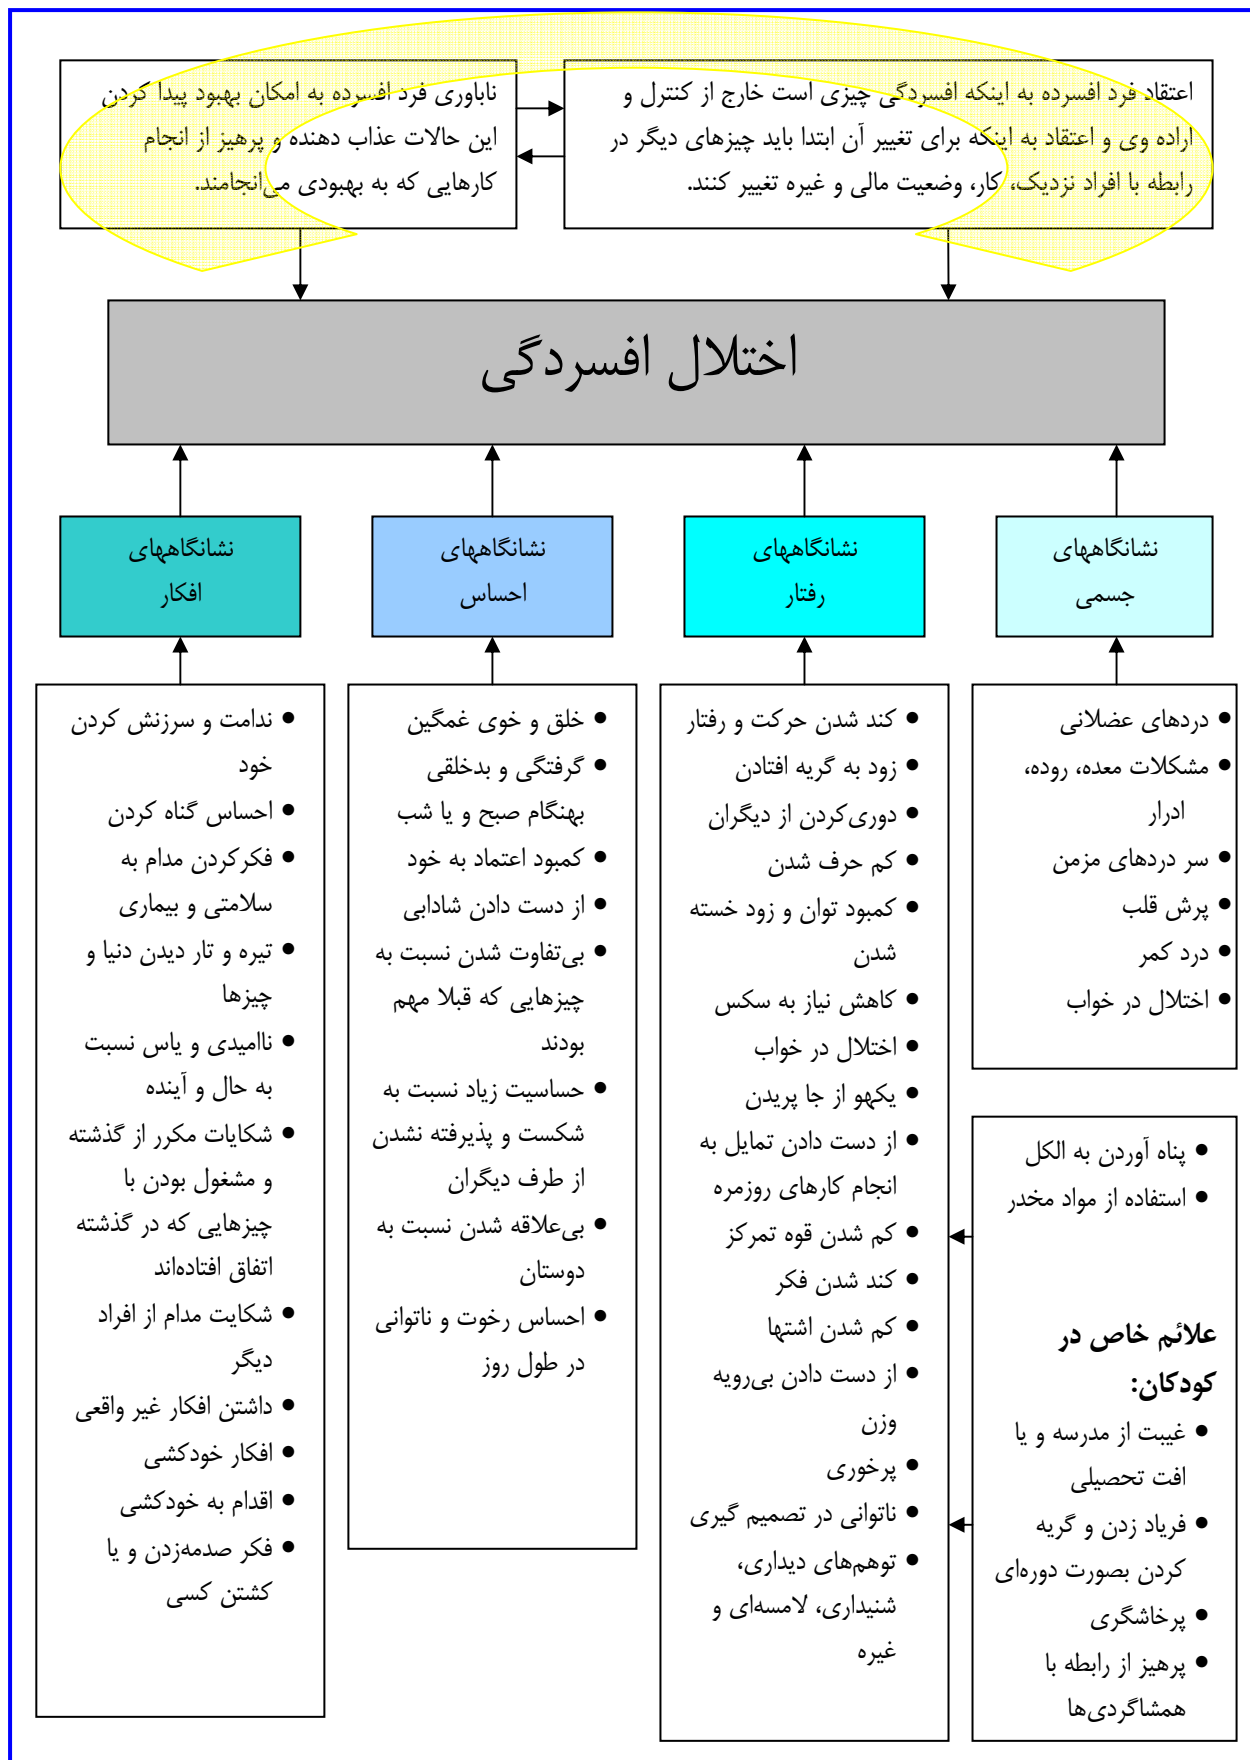 اعتقاد فرد افسرده به اینکه افسردگی چیزی است خارج از کنترل و
اراده وی و اعتقاد به اینکه برای تغییر آن ابتدا باید چیزهای دیگر در
رابطه با افراد نزدیک، کار، وضعیت مالی و غیره تغییر کنند.
ناباوری فرد افسرده به امکان بهبود پیدا کردن
این حالات عذاب دهنده و پرهیز از انجام
کارهایی که به بهبودی می‌انجامند.
اختلال افسردگی
نشانگاههای
جسمی
نشانگاههای
رفتار
نشانگاههای
احساس
نشانگاههای
افکار
● دردهای عضلانی
● مشکلات معده، روده،
ادرار
● سر دردهای مزمن
● پرش قلب
● درد کمر
● اختلال در خواب
● پناه آوردن به الکل
● استفاده از مواد مخدر
علائم خاص در
کودکان:
● غیبت از مدرسه و یا
افت تحصیلی
● فریاد زدن و گریه
کردن بصورت دوره‌ای
● پرخاشگری
● پرهیز از رابطه با
همشاگردی‌ها
● کند شدن حرکت و رفتار
● زود به گریه افتادن
● دوری‌کردن از دیگران
● کم حرف شدن
● کمبود توان و زود خسته
شدن
● کاهش نیاز به سکس
● اختلال در خواب
● یکهو از جا پریدن
● از دست دادن تمایل به
انجام کارهای روزمره
● کم شدن قوه تمرکز
● کند شدن فکر
● کم شدن اشتها
● از دست دادن بی‌رویه
وزن
● پرخوری
● ناتوانی در تصمیم گیری
● توهم‌های دیداری،
شنیداری، لامسه‌ای و
غیره
● خلق و خوی غمگین
● گرفتگی و بدخلقی
بهنگام صبح و یا شب
● کمبود اعتماد به خود
● از دست دادن شادابی
● بی‌تفاوت شدن نسبت به
چیزهایی که قبلا مهم
بودند
● حساسیت زیاد نسبت به
شکست و پذیرفته نشدن
از طرف دیگران
● بی‌علاقه شدن نسبت به
دوستان
● احساس رخوت و ناتوانی
در طول روز
● ندامت و سرزنش کردن
خود
● احساس گناه کردن
● فکرکردن مدام به
سلامتی و بیماری
● تیره و تار دیدن دنیا و
چیزها
● ناامیدی و یاس نسبت
به حال و آینده
● شکایات مکرر از گذشته
و مشغول بودن با
چیزهایی که در گذشته
اتفاق افتاده‌اند
● شکایت مدام از افراد
دیگر
● داشتن افکار غیر واقعی
● افکار خودکشی
● اقدام به خودکشی
● فکر صدمه‌زدن و یا
کشتن کسی